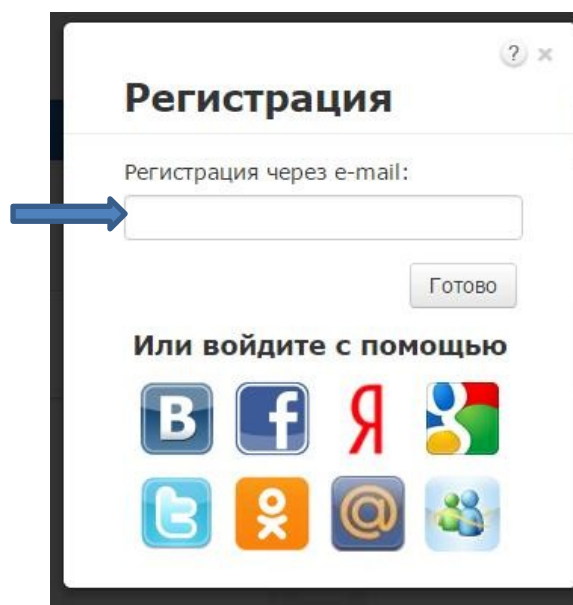 ?
Регистрация
Регистрация через e-mail:
Готово
Или войдите с помощью
В f Я g
t @